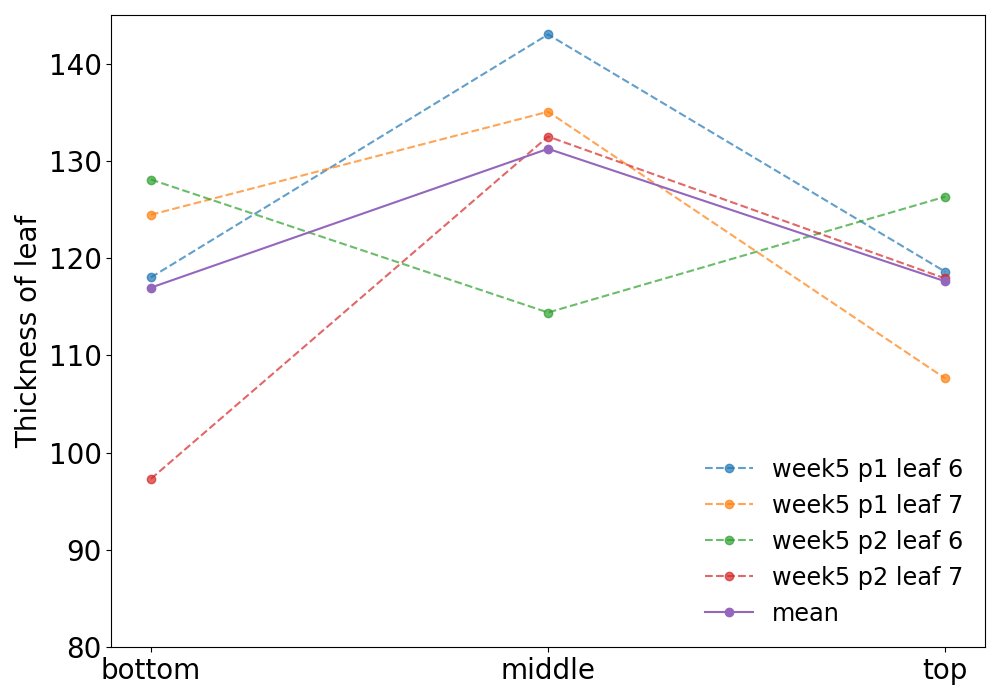 Thickness of leaf
140
130
120
110
100
90
80
bottom
middle
top
week5 p1 leaf 6
week5 p1 leaf 7
week5 p2 leaf 6
week5 p2 leaf 7
mean